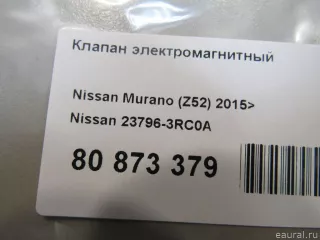 Клапан электромагнитный
Nissan Murano (Z52) 2015>
Nissan 23796-3RC0A
80 873 379
© eaural.ru